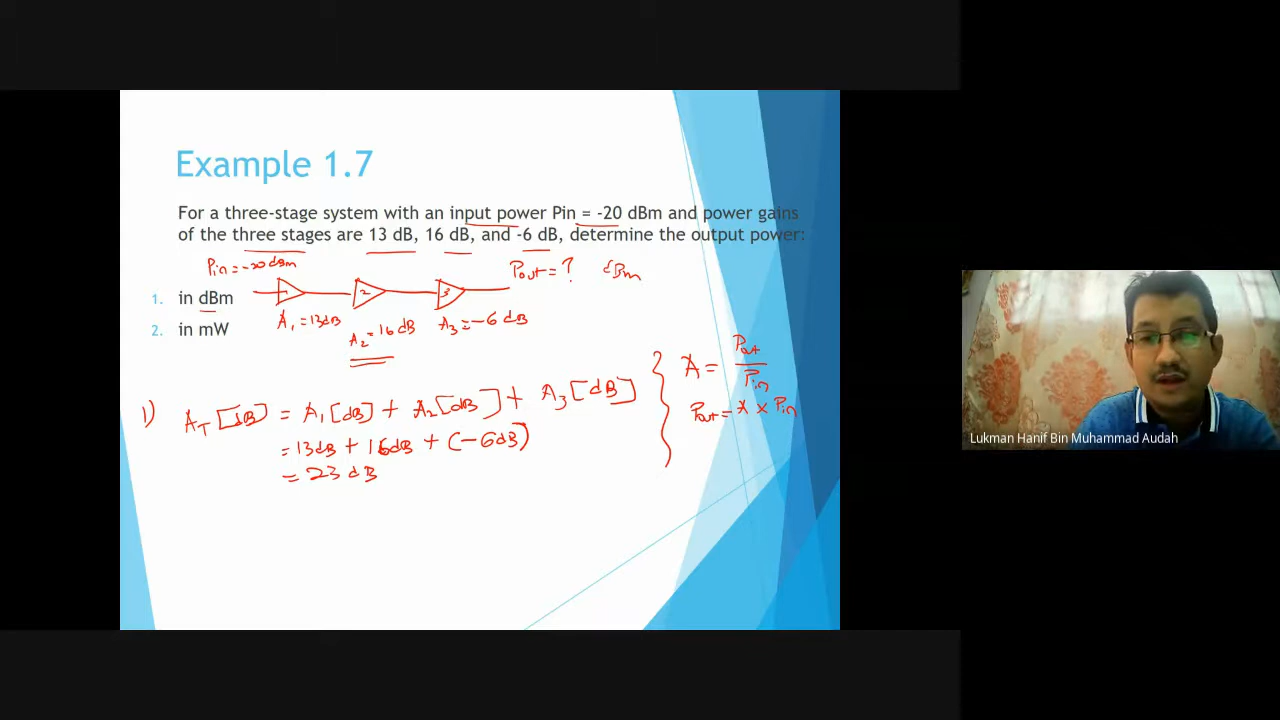 Example 1.7
For a three-stage system with an input power Pin = -20 dBm and power gains
of the three stages are 13 dB, 16 dB, and -6 dB, determine the output power:
Pin = -20 dBm
Pout = ? dBm
1. in dBm
2
3
A1 = 13dB
A2 = 16 dB
A3 = -6 dB
2. in mW
1) AT [dB] = A1 [dB] + A2 [dB] + A3 [dB]
= 13dB + 16dB + (-6dB)
= 23 dB
A = Pout / Pin
Pout = A x Pin
Lukman Hanif Bin Muhammad Audah